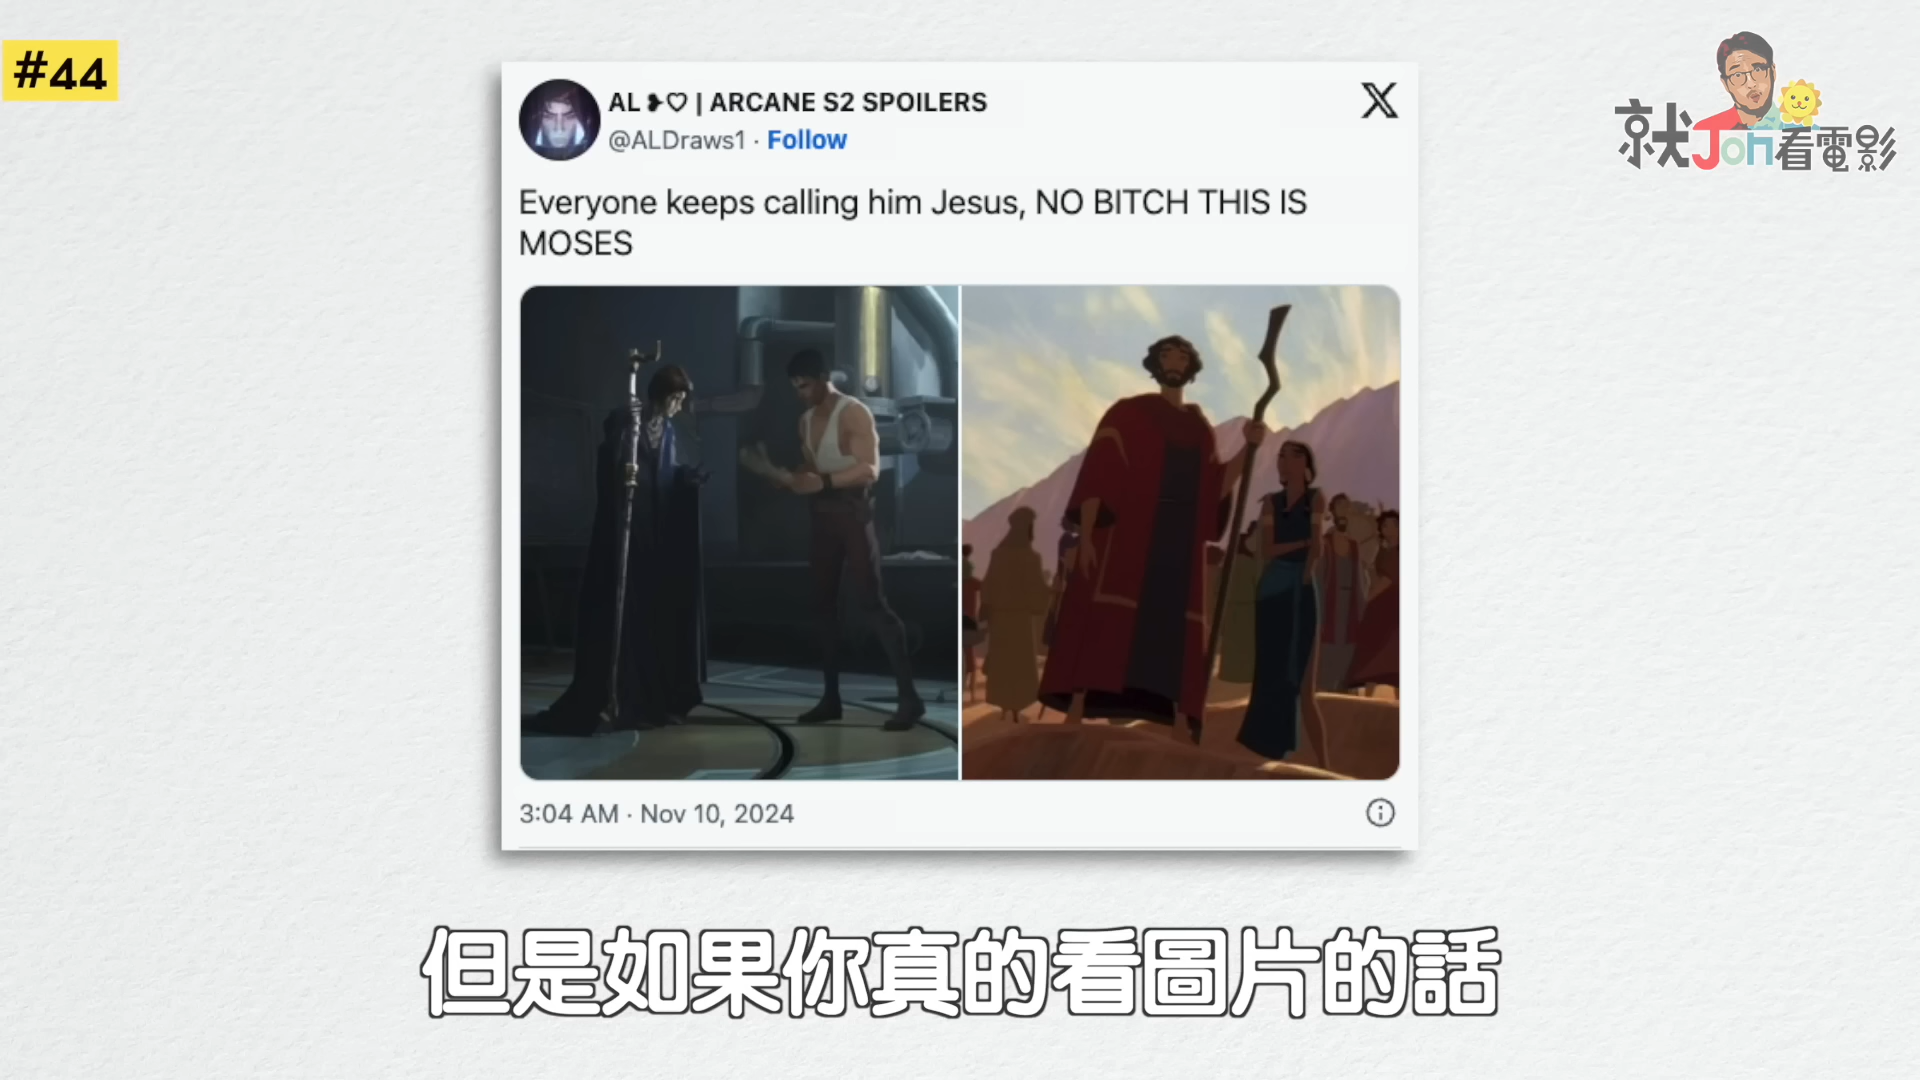 #44
就Jon看電影
AL ❥♡ | ARCANE S2 SPOILERS
@ALDraws1 · Follow
Everyone keeps calling him Jesus, NO BITCH THIS IS
MOSES
3:04 AM · Nov 10, 2024
但是如果你真的看圖片的話